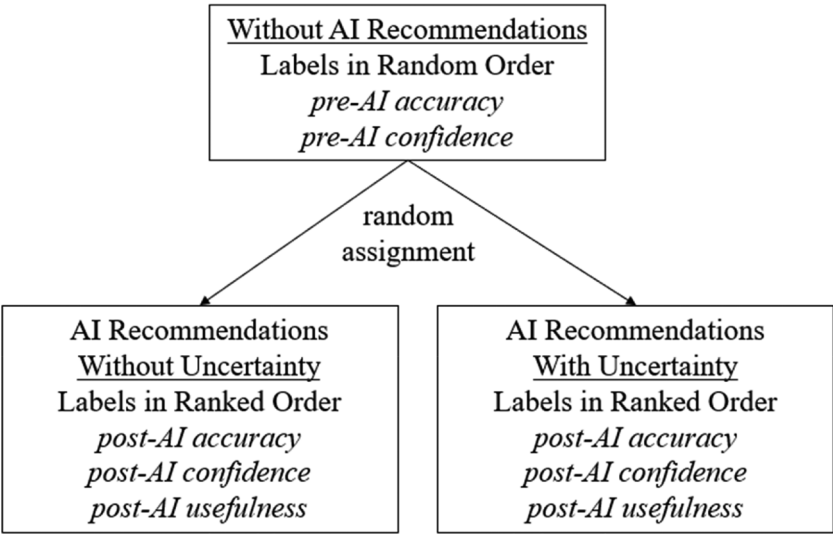 Without AI Recommendations
Labels in Random Order
pre-AI accuracy
pre-AI confidence
random
assignment
AI Recommendations
Without Uncertainty
Labels in Ranked Order
post-AI accuracy
post-AI confidence
post-AI usefulness
AI Recommendations
With Uncertainty
Labels in Ranked Order
post-AI accuracy
post-AI confidence
post-AI usefulness